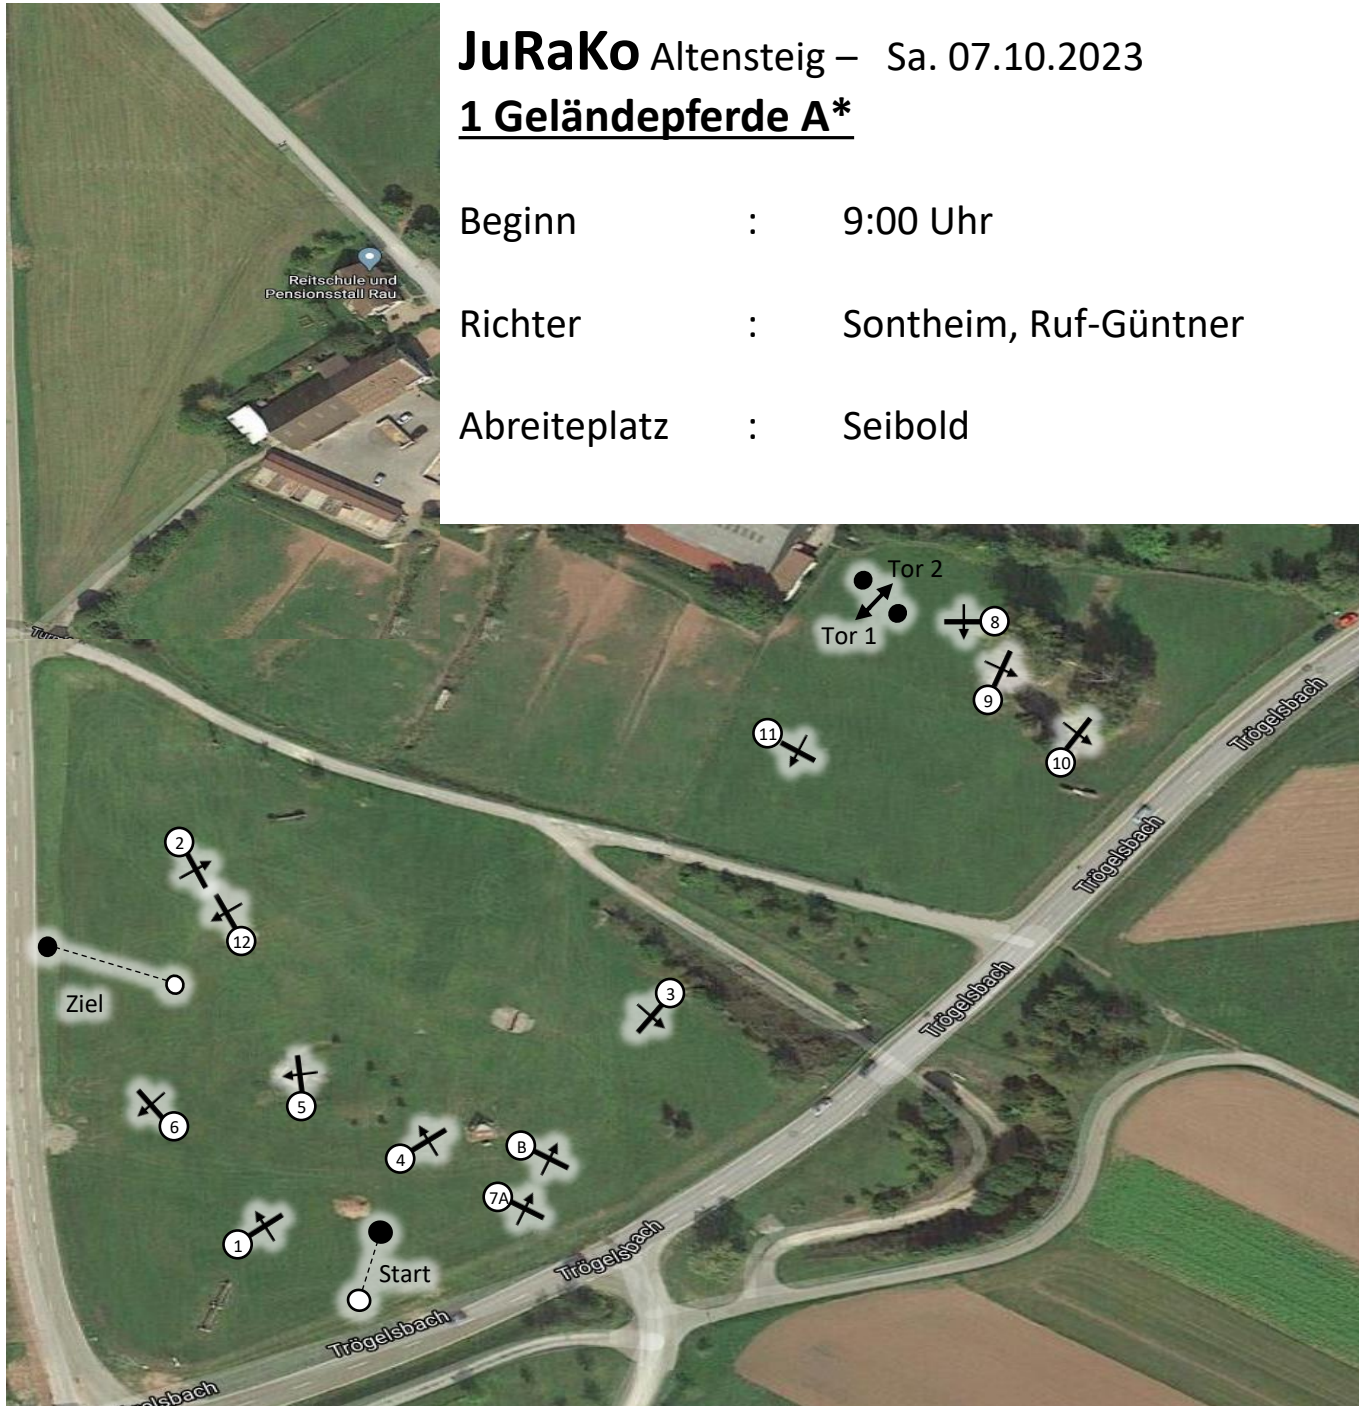 JuRaKo Altensteig – Sa. 07.10.2023
1 Geländepferde A*
Beginn : 9:00 Uhr
Richter : Sontheim, Ruf-Güntner
Abreiteplatz : Seibold
Reitschule und
Pensionsstall Rau
Tor 2
Tor 1
8
9
11
10
Trögelsbach
Trögelsbach
2
12
Ziel
3
Trögelsbach
5
6
4
B
7A
1
Start
Trögelsbach
Trögelsbach